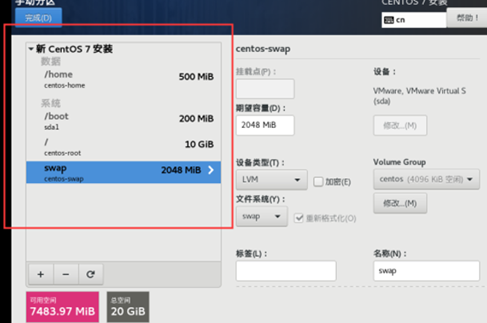 手动分区
CENTOS 7 安装
完成(D)
cn
帮助！
新 CentOS 7 安装
数据
/home
500 MiB
centos-home
系统
/boot
200 MiB
sda1
/
10 GiB
centos-root
swap
2048 MiB
centos-swap
centos-swap
挂载点(P)：
设备：
VMware, VMware Virtual S
(sda)
期望容量(D)：
2048 MiB
修改...(M)
设备类型(T)：
Volume Group
LVM
加密(E)
centos
(4096 KiB 空闲)
文件系统(Y)：
修改...(M)
swap
重新格式化(O)
标签(L)：
名称(N)：
swap
可用空间
7483.97 MiB
总空间
20 GiB